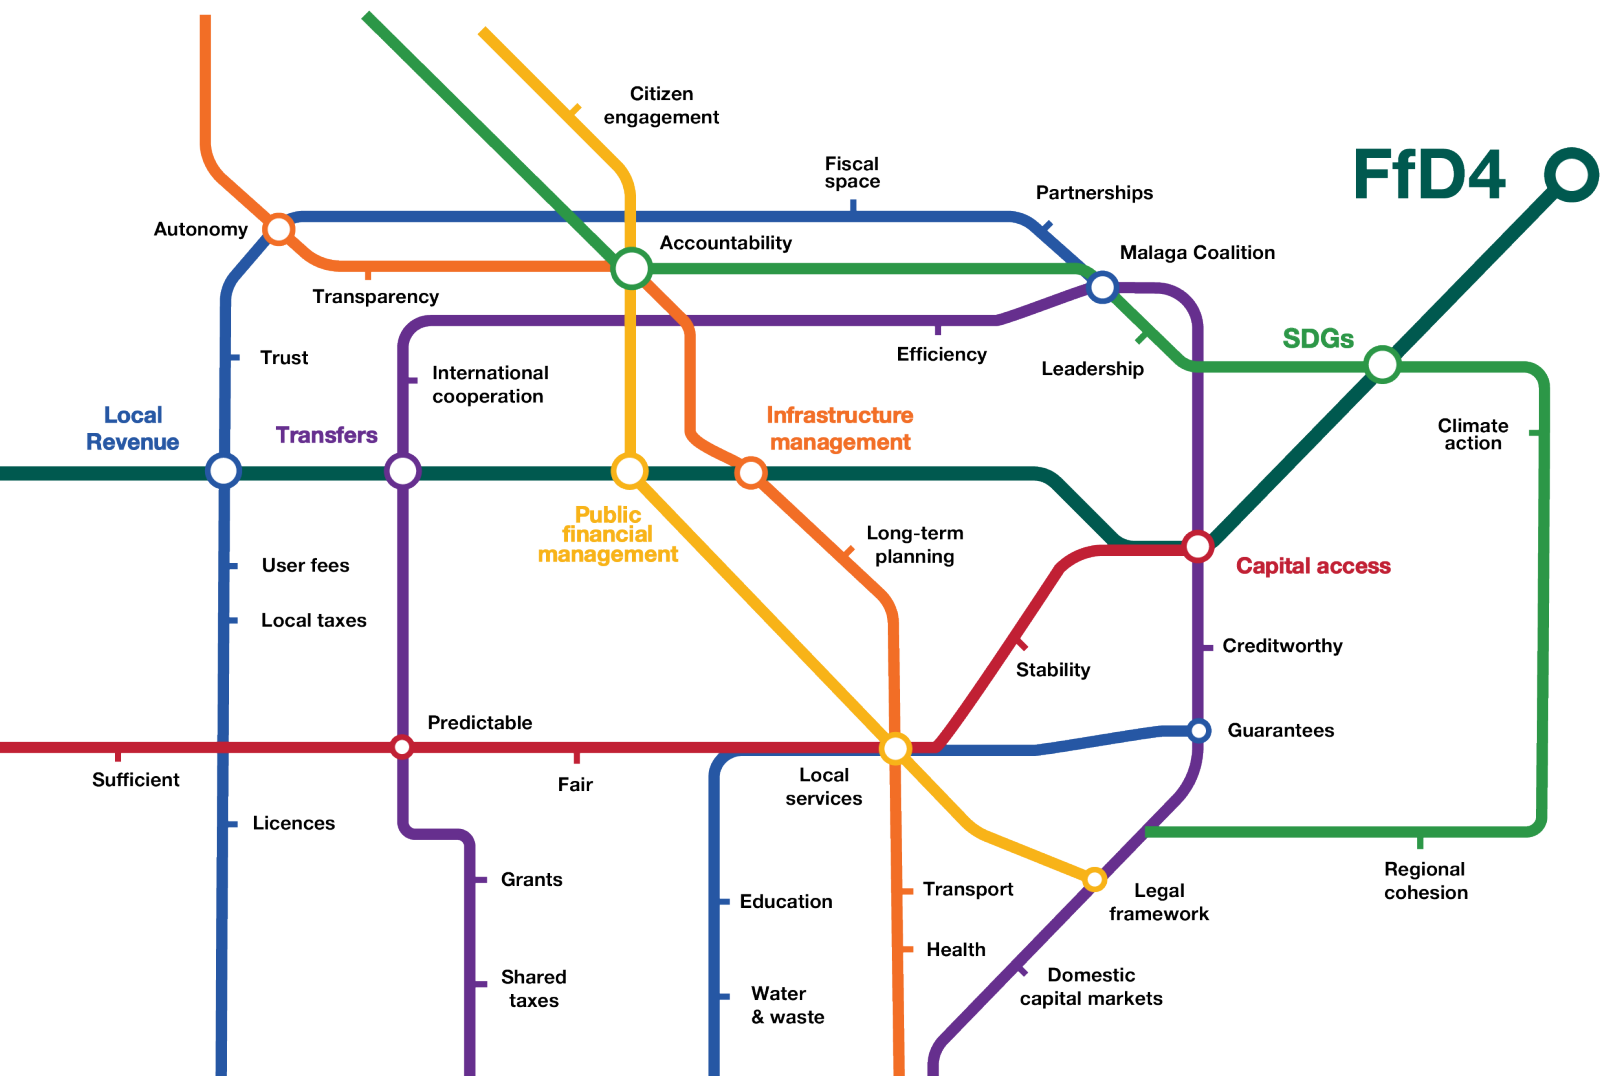 Citizen
engagement
Fiscal
space
FfD4
Partnerships
Autonomy
Accountability
Malaga Coalition
Transparency
SDGs
Trust
Efficiency
Leadership
International
cooperation
Local
Revenue
Transfers
Infrastructure
management
Climate
action
Public
financial
management
Long-term
planning
User fees
Capital access
Local taxes
Creditworthy
Stability
Predictable
Guarantees
Sufficient
Fair
Local
services
Licences
Grants
Regional
cohesion
Education
Transport
Legal
framework
Health
Shared
taxes
Domestic
capital markets
Water
& waste